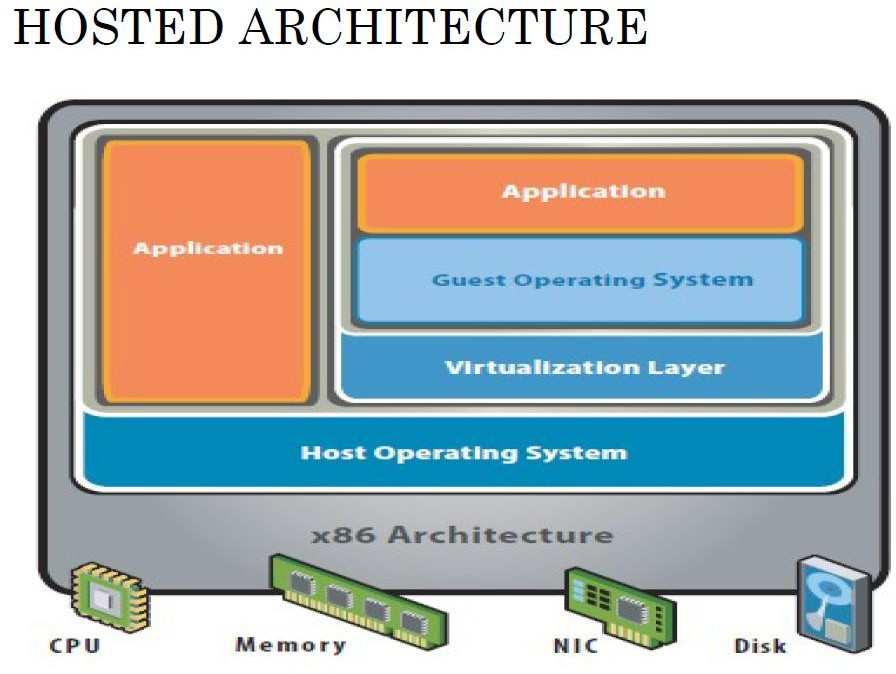 HOSTED ARCHITECTURE
Application
Application
Guest Operating System
Virtualization Layer
Host Operating System
x86 Architecture
CPU
Memory
NIC
Disk